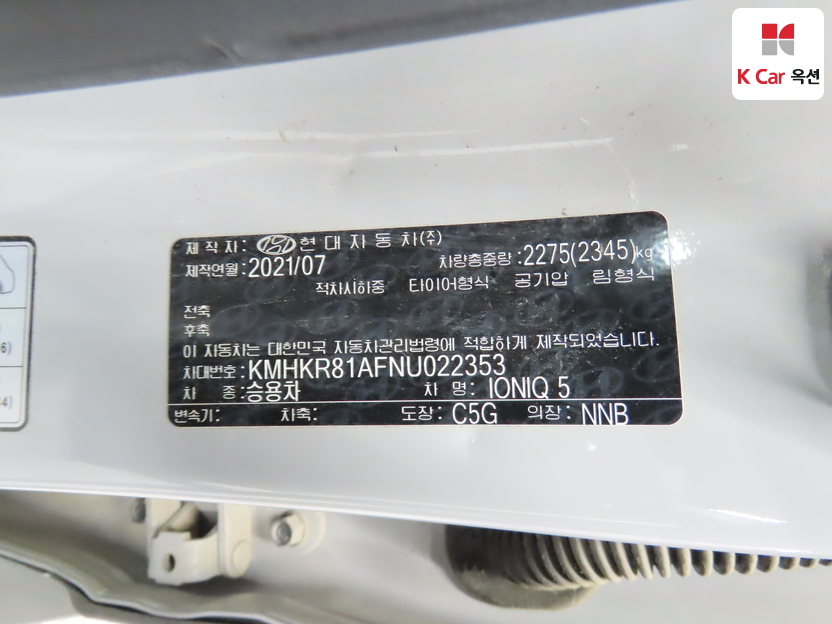 K Car 옥션
제 작 자: 현 대 자 동 차(주)
제작연월:2021/07 차량총중량:2275(2345)kg
적차시하중 타이어형식 공기압 림형식
전축
후축
이 자동차는 대한민국 자동차관리법령에 적합하게 제작되었습니다.
차대번호:KMHKR81AFNU022353
차 종:승용차 차 명: IONIQ 5
변속기: 차축: 도장: C5G 의장: NNB
6)
4)